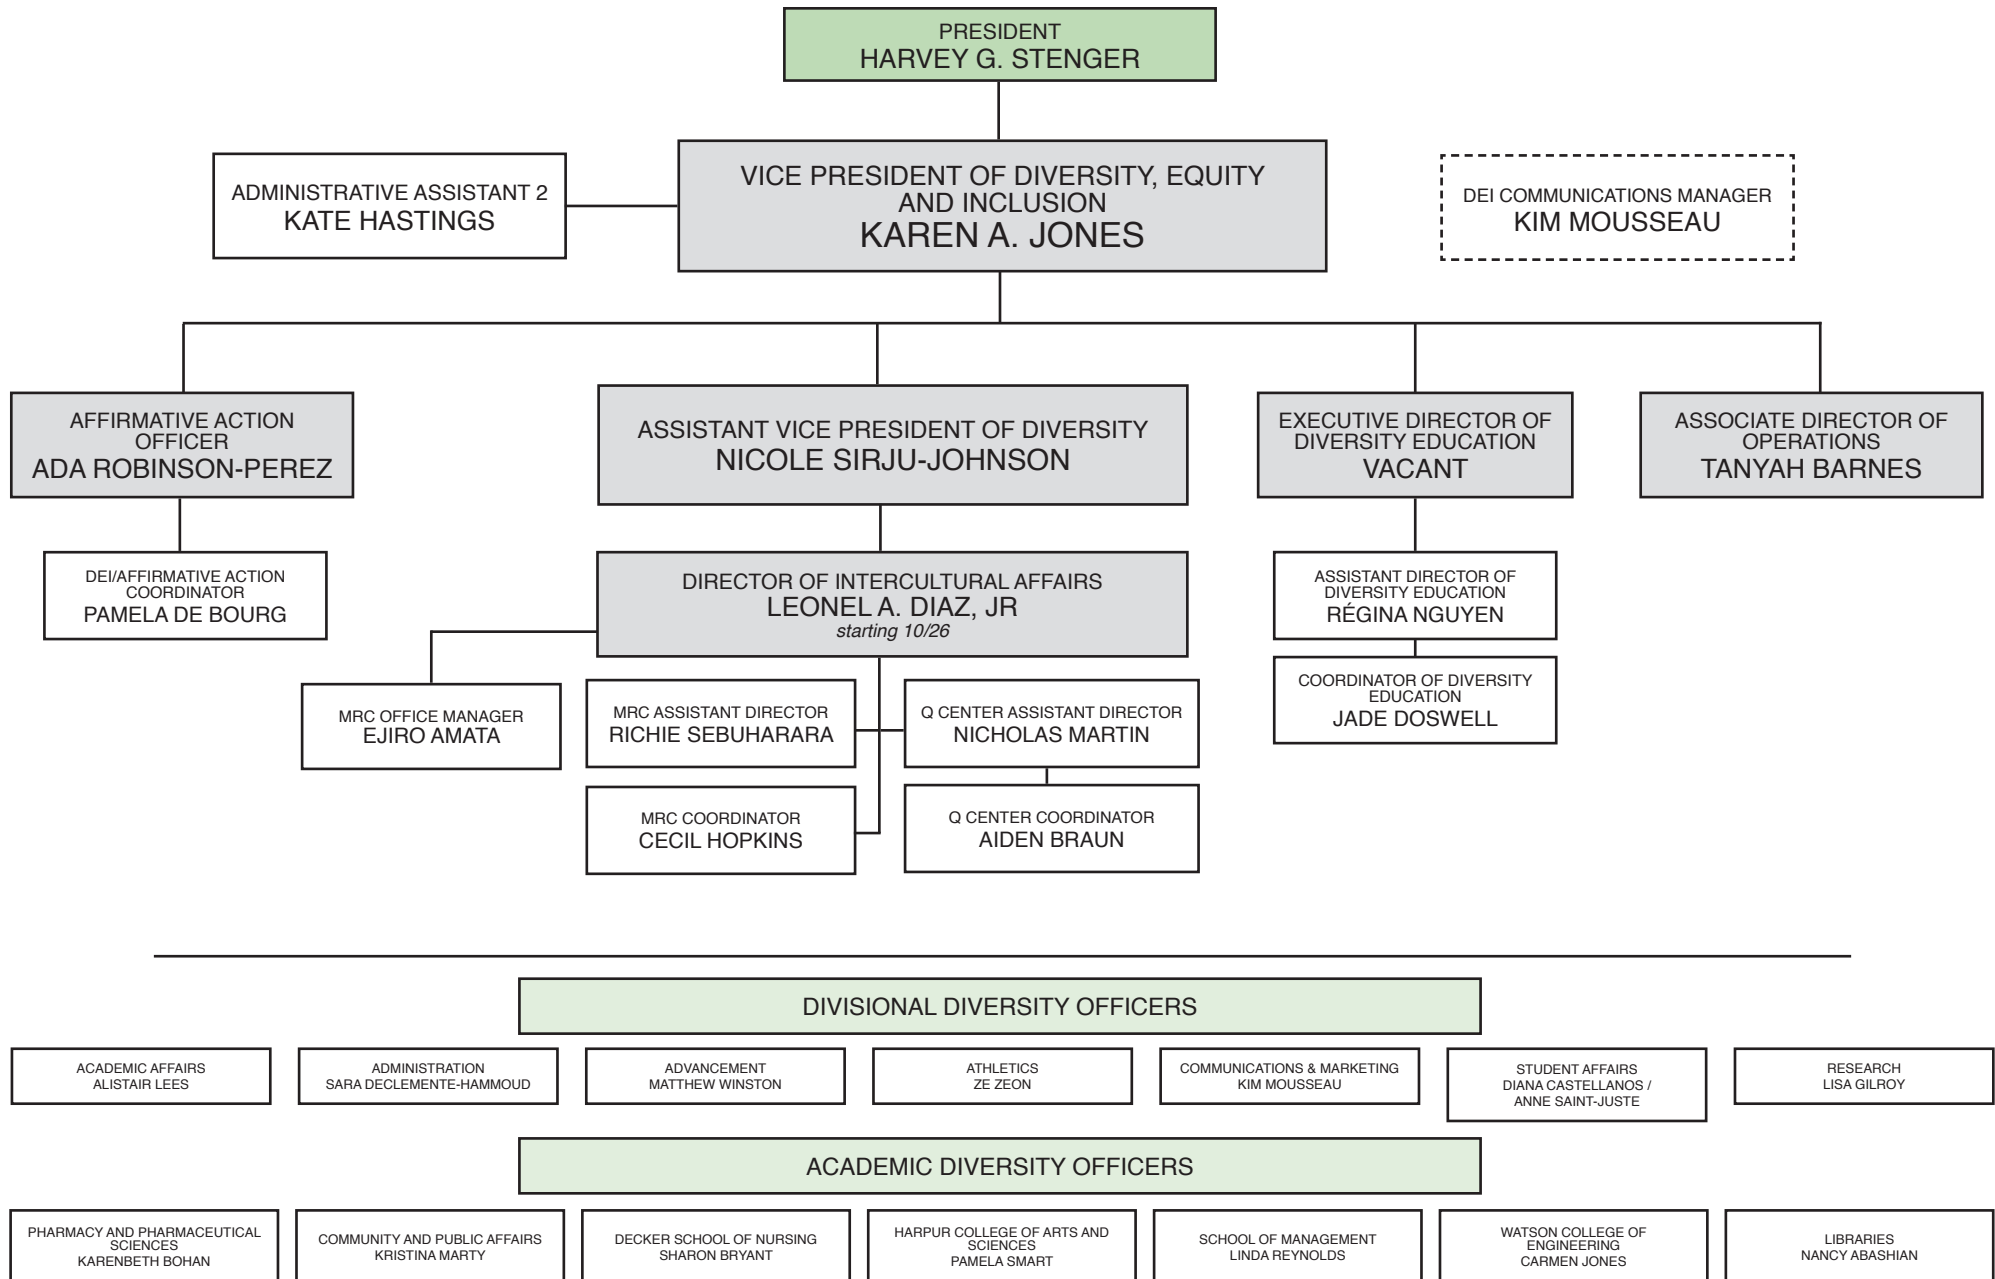 PRESIDENT
HARVEY G. STENGER
ADMINISTRATIVE ASSISTANT 2
KATE HASTINGS
VICE PRESIDENT OF DIVERSITY, EQUITY
AND INCLUSION
KAREN A. JONES
DEI COMMUNICATIONS MANAGER
KIM MOUSSEAU
AFFIRMATIVE ACTION
OFFICER
ADA ROBINSON-PEREZ
ASSISTANT VICE PRESIDENT OF DIVERSITY
NICOLE SIRJU-JOHNSON
EXECUTIVE DIRECTOR OF
DIVERSITY EDUCATION
VACANT
ASSOCIATE DIRECTOR OF
OPERATIONS
TANYAH BARNES
DEI/AFFIRMATIVE ACTION
COORDINATOR
PAMELA DE BOURG
DIRECTOR OF INTERCULTURAL AFFAIRS
LEONEL A. DIAZ, JR
starting 10/26
ASSISTANT DIRECTOR OF
DIVERSITY EDUCATION
RÉGINA NGUYEN
COORDINATOR OF DIVERSITY
EDUCATION
JADE DOSWELL
MRC OFFICE MANAGER
EJIRO AMATA
MRC ASSISTANT DIRECTOR
RICHIE SEBUHARARA
Q CENTER ASSISTANT DIRECTOR
NICHOLAS MARTIN
MRC COORDINATOR
CECIL HOPKINS
Q CENTER COORDINATOR
AIDEN BRAUN
DIVISIONAL DIVERSITY OFFICERS
ACADEMIC AFFAIRS
ALISTAIR LEES
ADMINISTRATION
SARA DECLEMENTE-HAMMOUD
ADVANCEMENT
MATTHEW WINSTON
ATHLETICS
ZE ZEON
COMMUNICATIONS & MARKETING
KIM MOUSSEAU
STUDENT AFFAIRS
DIANA CASTELLANOS /
ANNE SAINT-JUSTE
RESEARCH
LISA GILROY
ACADEMIC DIVERSITY OFFICERS
PHARMACY AND PHARMACEUTICAL
SCIENCES
KARENBETH BOHAN
COMMUNITY AND PUBLIC AFFAIRS
KRISTINA MARTY
DECKER SCHOOL OF NURSING
SHARON BRYANT
HARPUR COLLEGE OF ARTS AND
SCIENCES
PAMELA SMART
SCHOOL OF MANAGEMENT
LINDA REYNOLDS
WATSON COLLEGE OF
ENGINEERING
CARMEN JONES
LIBRARIES
NANCY ABASHIAN